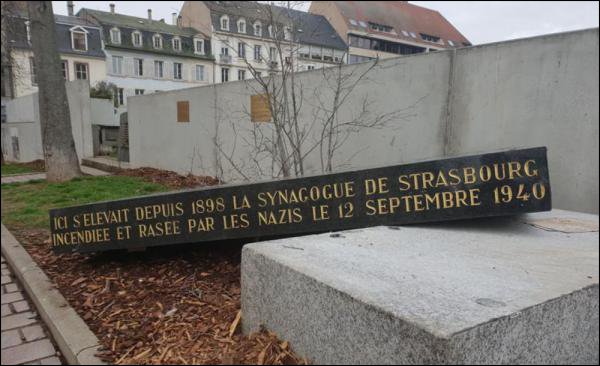 ICI S'ELEVAIT DEPUIS 1898 LA SYNAGOGUE DE STRASBOURG
INCENDIEE ET RASEE PAR LES NAZIS LE 12 SEPTEMBRE 1940